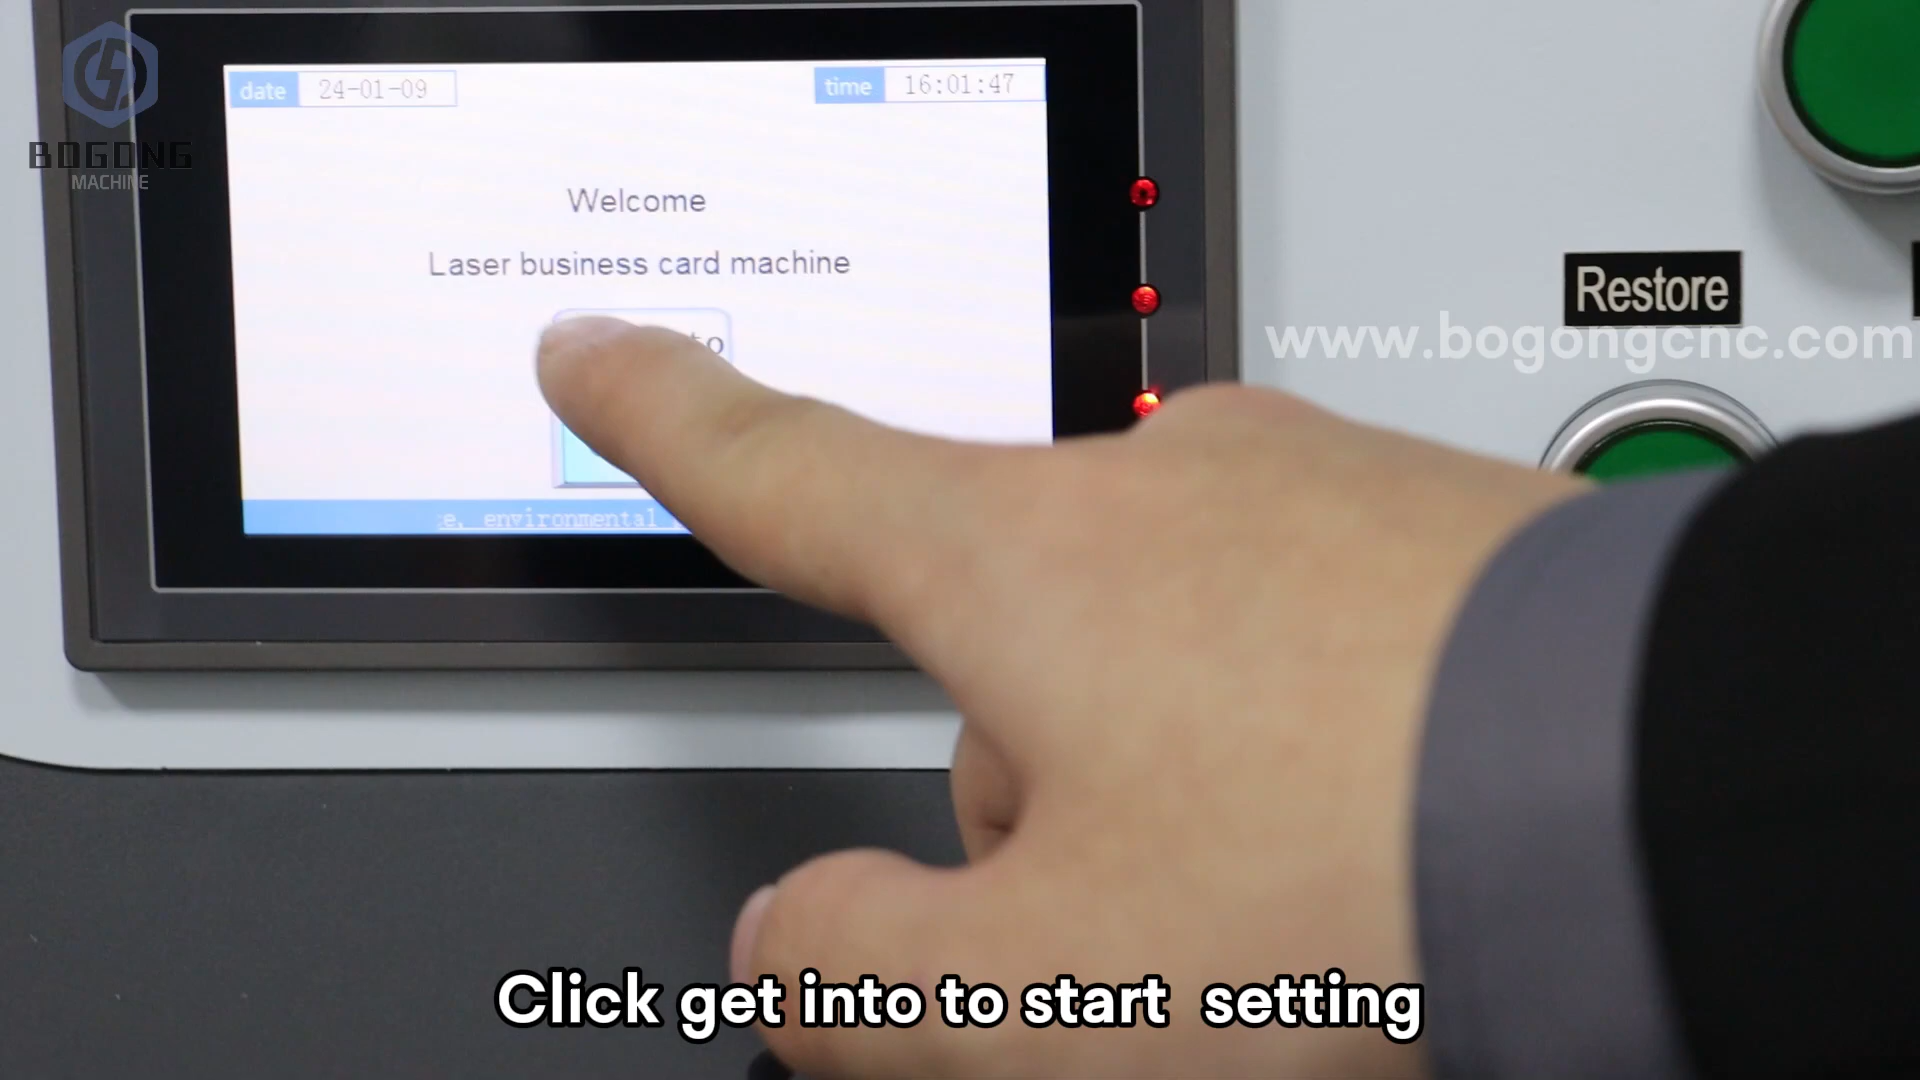 BOGONG
MACHINE
date 24-01-09
time 16:01:47
Welcome
Laser business card machine
to
environmental
Restore
www.bogongcnc.com
Click get into to start setting